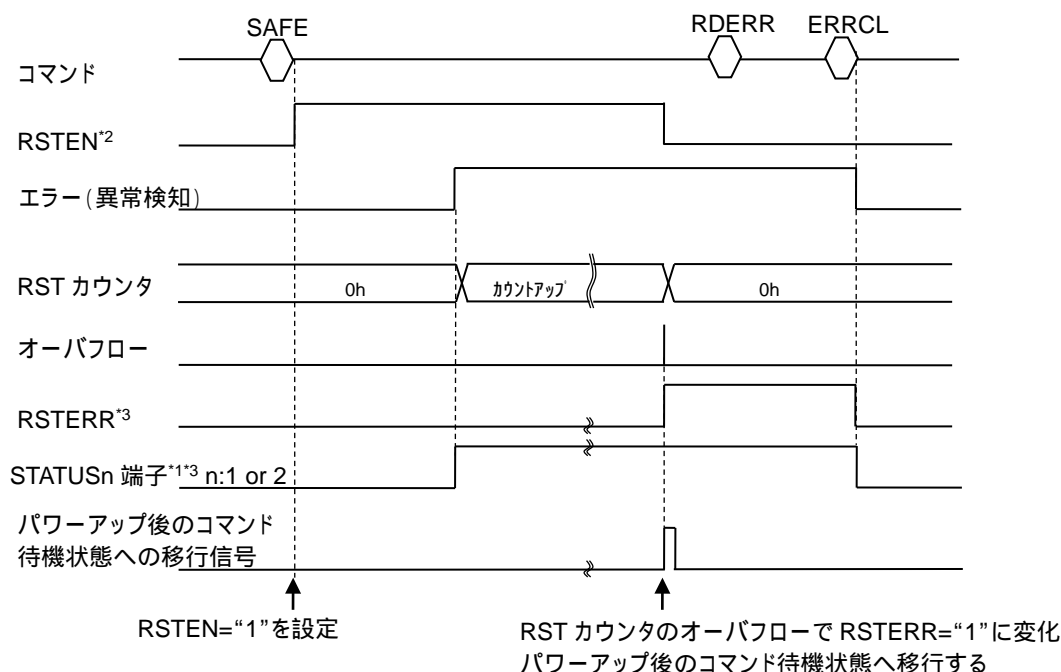 SAFE
RDERR
ERRCL
コマンド
RSTEN*2
エラー(異常検知)
RST カウンタ
0h
カウントアップ
0h
オーバフロー
RSTERR*3
STATUSn 端子*1*3 n:1 or 2
パワーアップ後のコマンド
待機状態への移行信号
RSTEN=“1”を設定
RST カウンタのオーバフローで RSTERR=“1”に変化
パワーアップ後のコマンド待機状態へ移行する